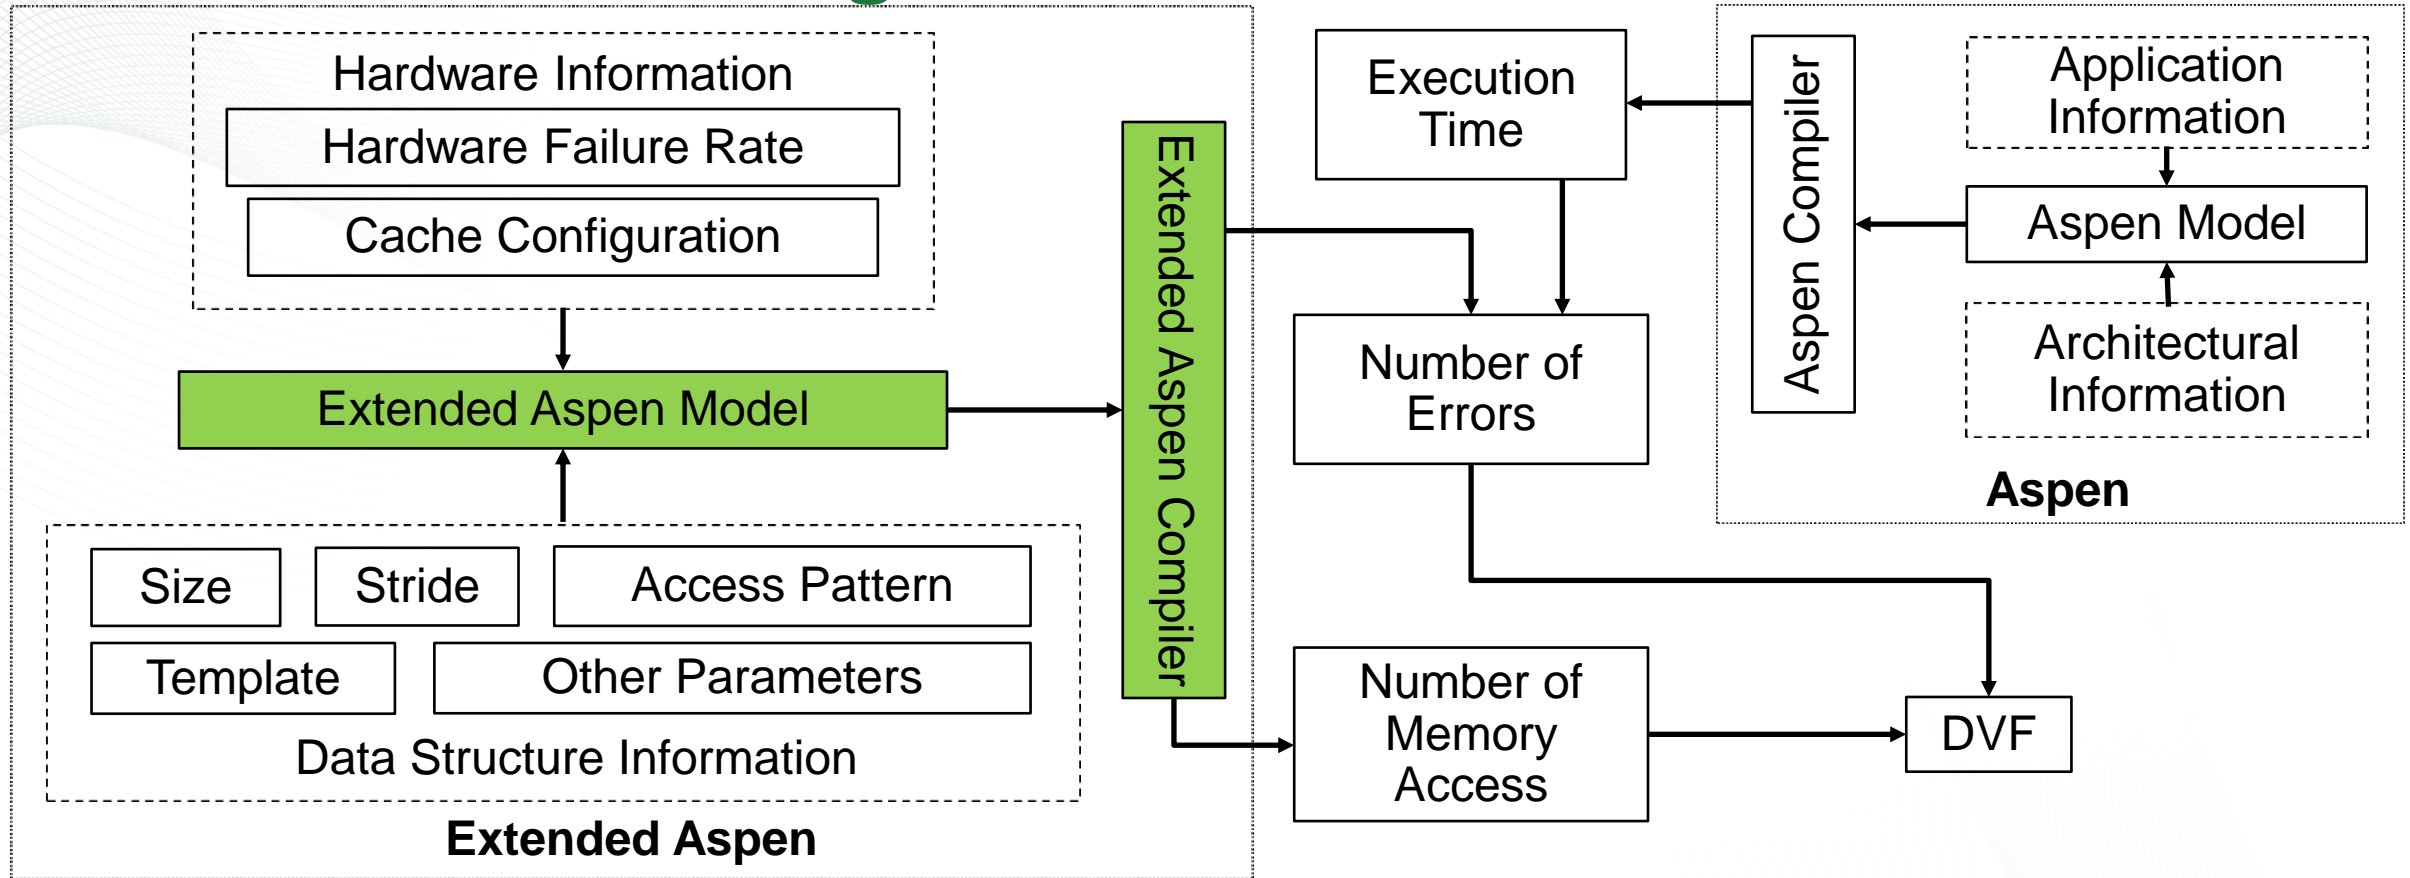 Hardware Information
Hardware Failure Rate
Cache Configuration
Extended Aspen Model
Size
Stride
Access Pattern
Template
Other Parameters
Data Structure Information
Extended Aspen
Extended Aspen Compiler
Execution
Time
Number of
Errors
Number of
Memory
Access
DVF
Aspen Compiler
Application
Information
Aspen Model
Architectural
Information
Aspen